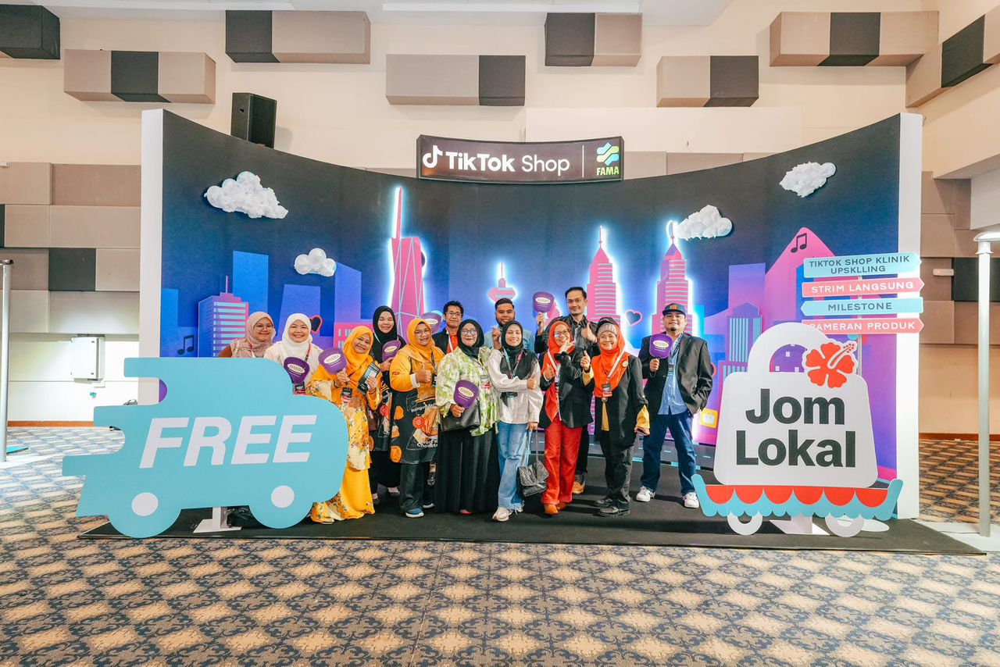 TikTok Shop
FAMA
TIKTOK SHOP KLINIK
UPSKLLING
STRIM LANGSUNG
MILESTONE
PAMERAN PRODUK
FREE
Jom
Lokal